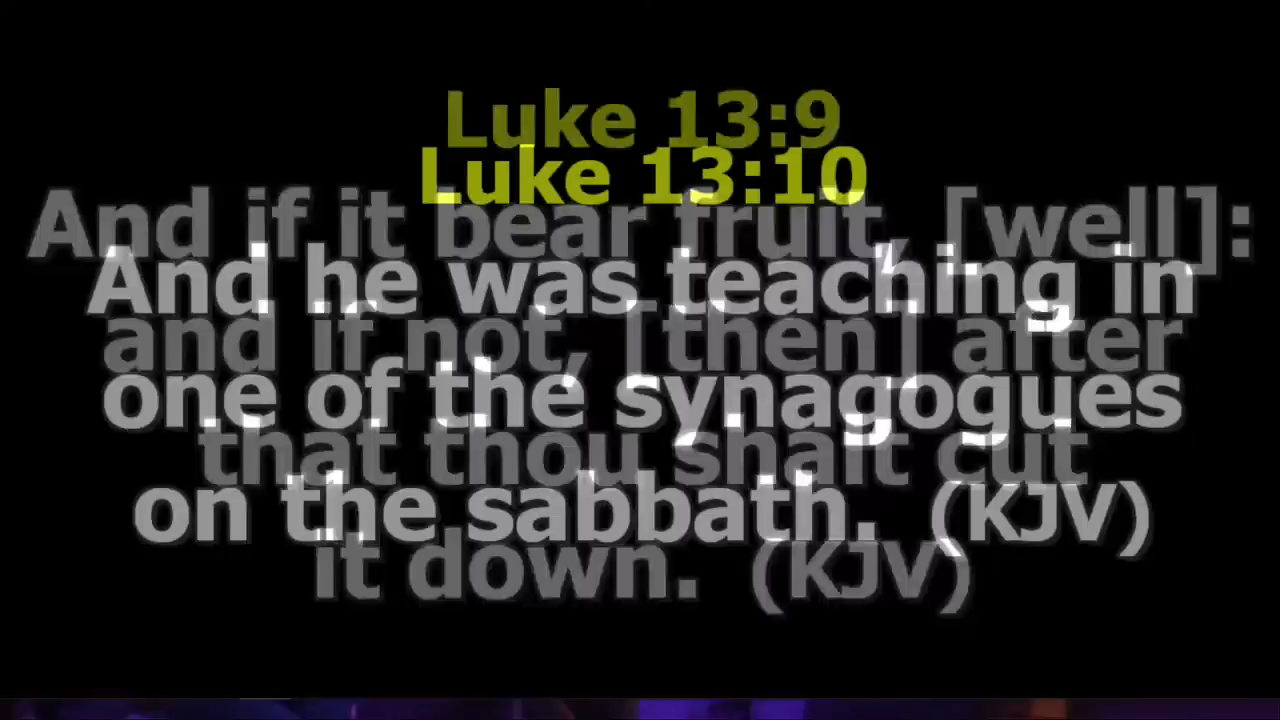 Luke 13:9
And if it bear fruit, [well]:
and if not, [then] after
that thou shalt cut
it down. (KJV)
Luke 13:10
And he was teaching in
one of the synagogues
on the sabbath. (KJV)